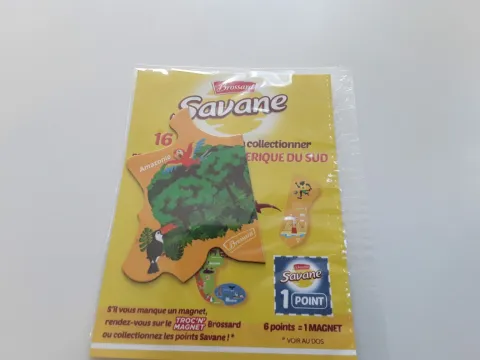 Brossard
Savane
16 collectionner
ERIQUE DU SUD
Amazonie
Brossard
Savane
1 POINT
S'il vous manque un magnet,
rendez-vous sur le TROC'N' MAGNET Brossard
ou collectionnez les points Savane ! *
6 points = 1 MAGNET
* VOIR AU DOS